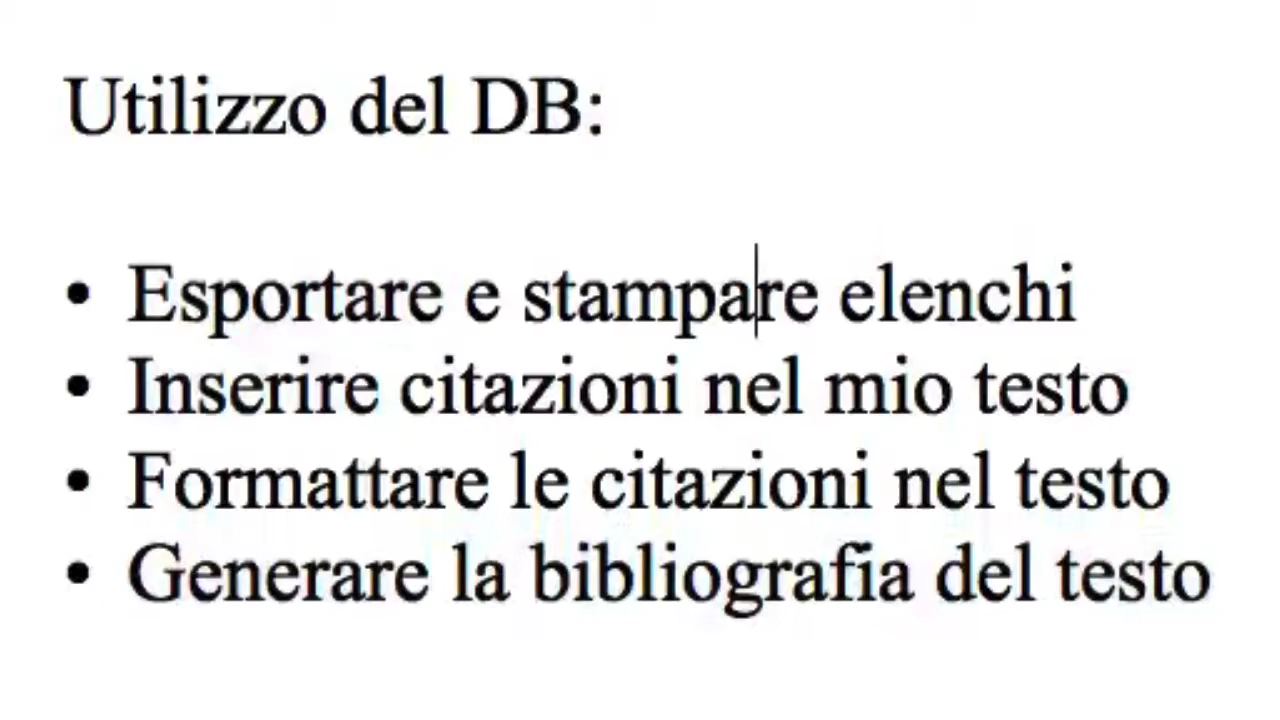 Utilizzo del DB:
• Esportare e stampare elenchi
• Inserire citazioni nel mio testo
• Formattare le citazioni nel testo
• Generare la bibliografia del testo